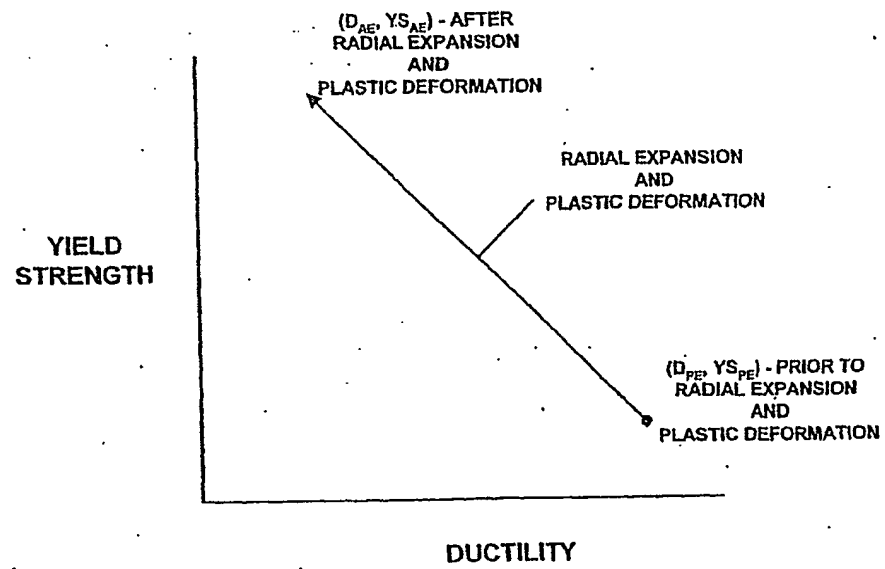 (D_AE, YS_AE) - AFTER
RADIAL EXPANSION
AND
PLASTIC DEFORMATION
RADIAL EXPANSION
AND
PLASTIC DEFORMATION
YIELD
STRENGTH
(D_PE, YS_PE) - PRIOR TO
RADIAL EXPANSION
AND
PLASTIC DEFORMATION
DUCTILITY